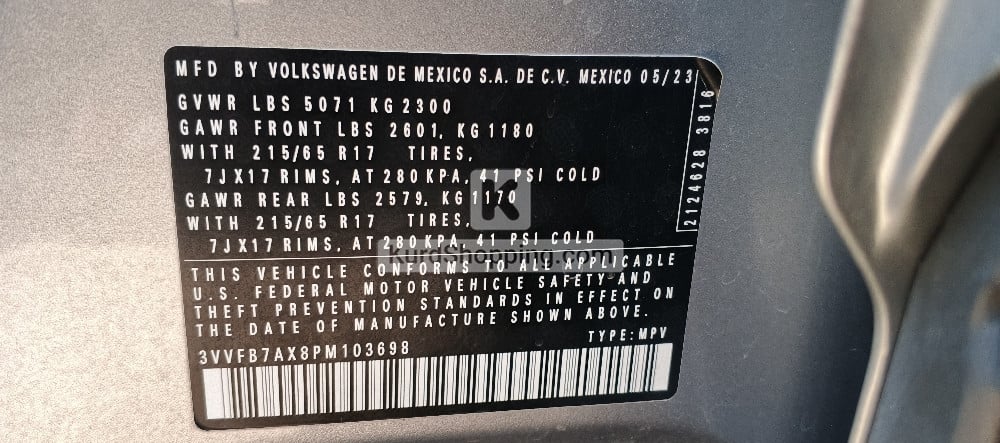 MFD BY VOLKSWAGEN DE MEXICO S.A. DE C.V. MEXICO 05/23
GVWR LBS 5071 KG 2300
GAWR FRONT LBS 2601, KG 1180
WITH 215/65 R17 TIRES,
7JX17 RIMS, AT 280 KPA, 41 PSI COLD
GAWR REAR LBS 2579, KG 1170
WITH 215/65 R17 TIRES,
7JX17 RIMS, AT 280 KPA, 41 PSI COLD
2124628 3816
K
KurdShopping.com
THIS VEHICLE CONFORMS TO ALL APPLICABLE
U.S. FEDERAL MOTOR VEHICLE SAFETY AND
THEFT PREVENTION STANDARDS IN EFFECT ON
THE DATE OF MANUFACTURE SHOWN ABOVE.
TYPE: MPV
3VVFB7AX8PM103698